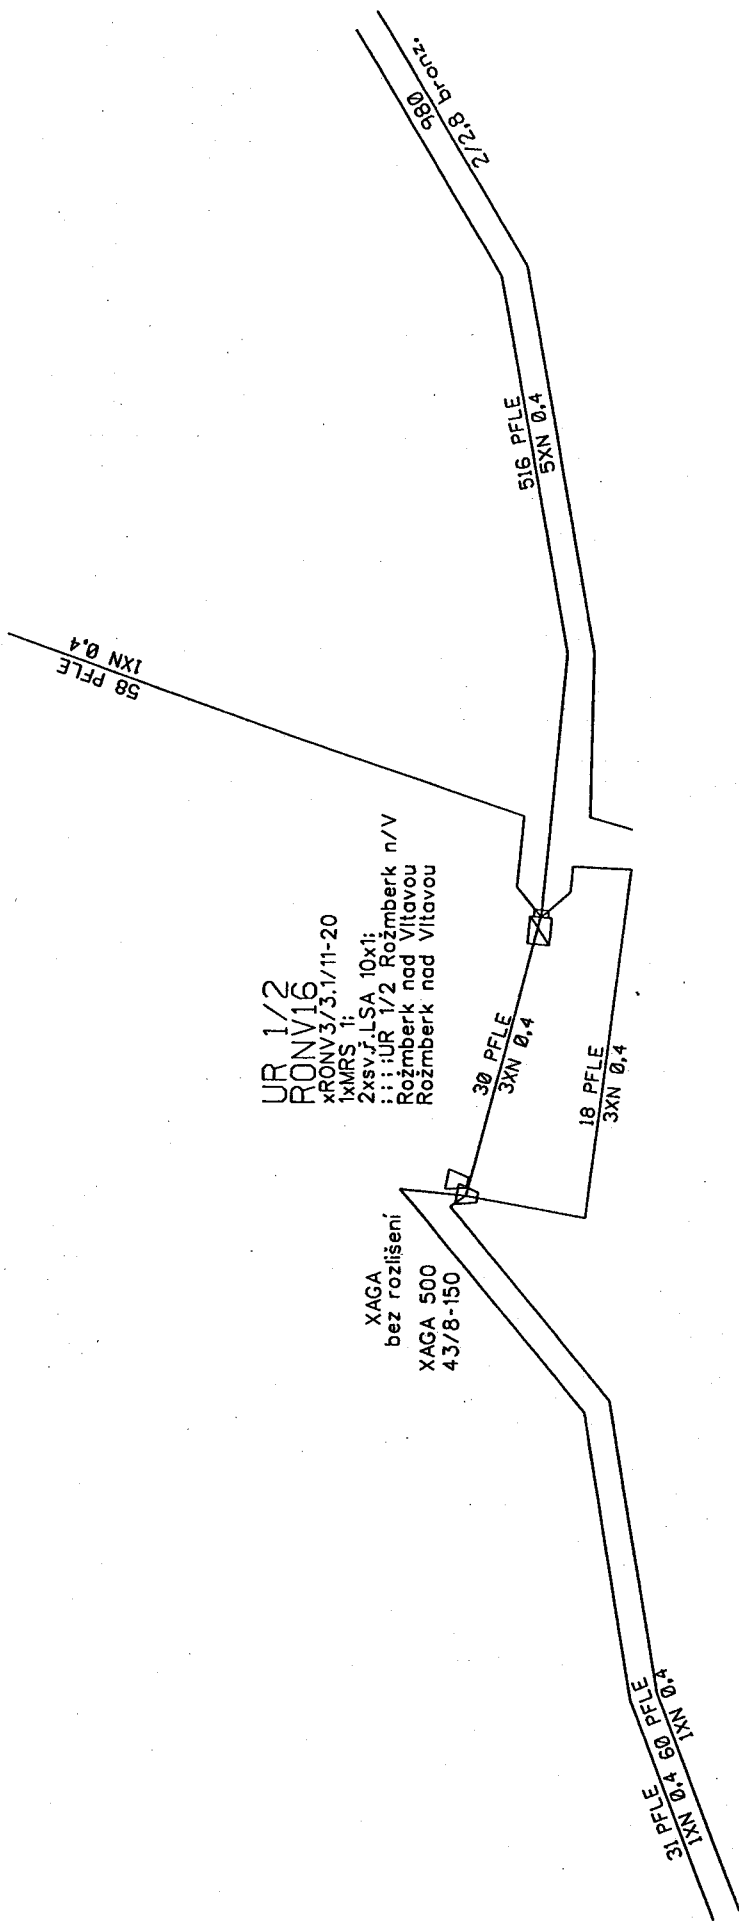 980
2/2,8 bronz.
516 PFLE
5XN 0,4
58 PFLE
1XN 0,4
UR 1/2
RONV16
xRONV3/3.1/11-20
1xMRS 1;
2xsv.ř.LSA 10x1;
;;;;UR 1/2 Rožmberk n/V
Rožmberk nad Vltavou
Rožmberk nad Vltavou
30 PFLE
3XN 0,4
18 PFLE
3XN 0,4
XAGA
bez rozlišení
XAGA 500
43/8-150
31 PFLE
1XN 0,4
60 PFLE
1XN 0,4